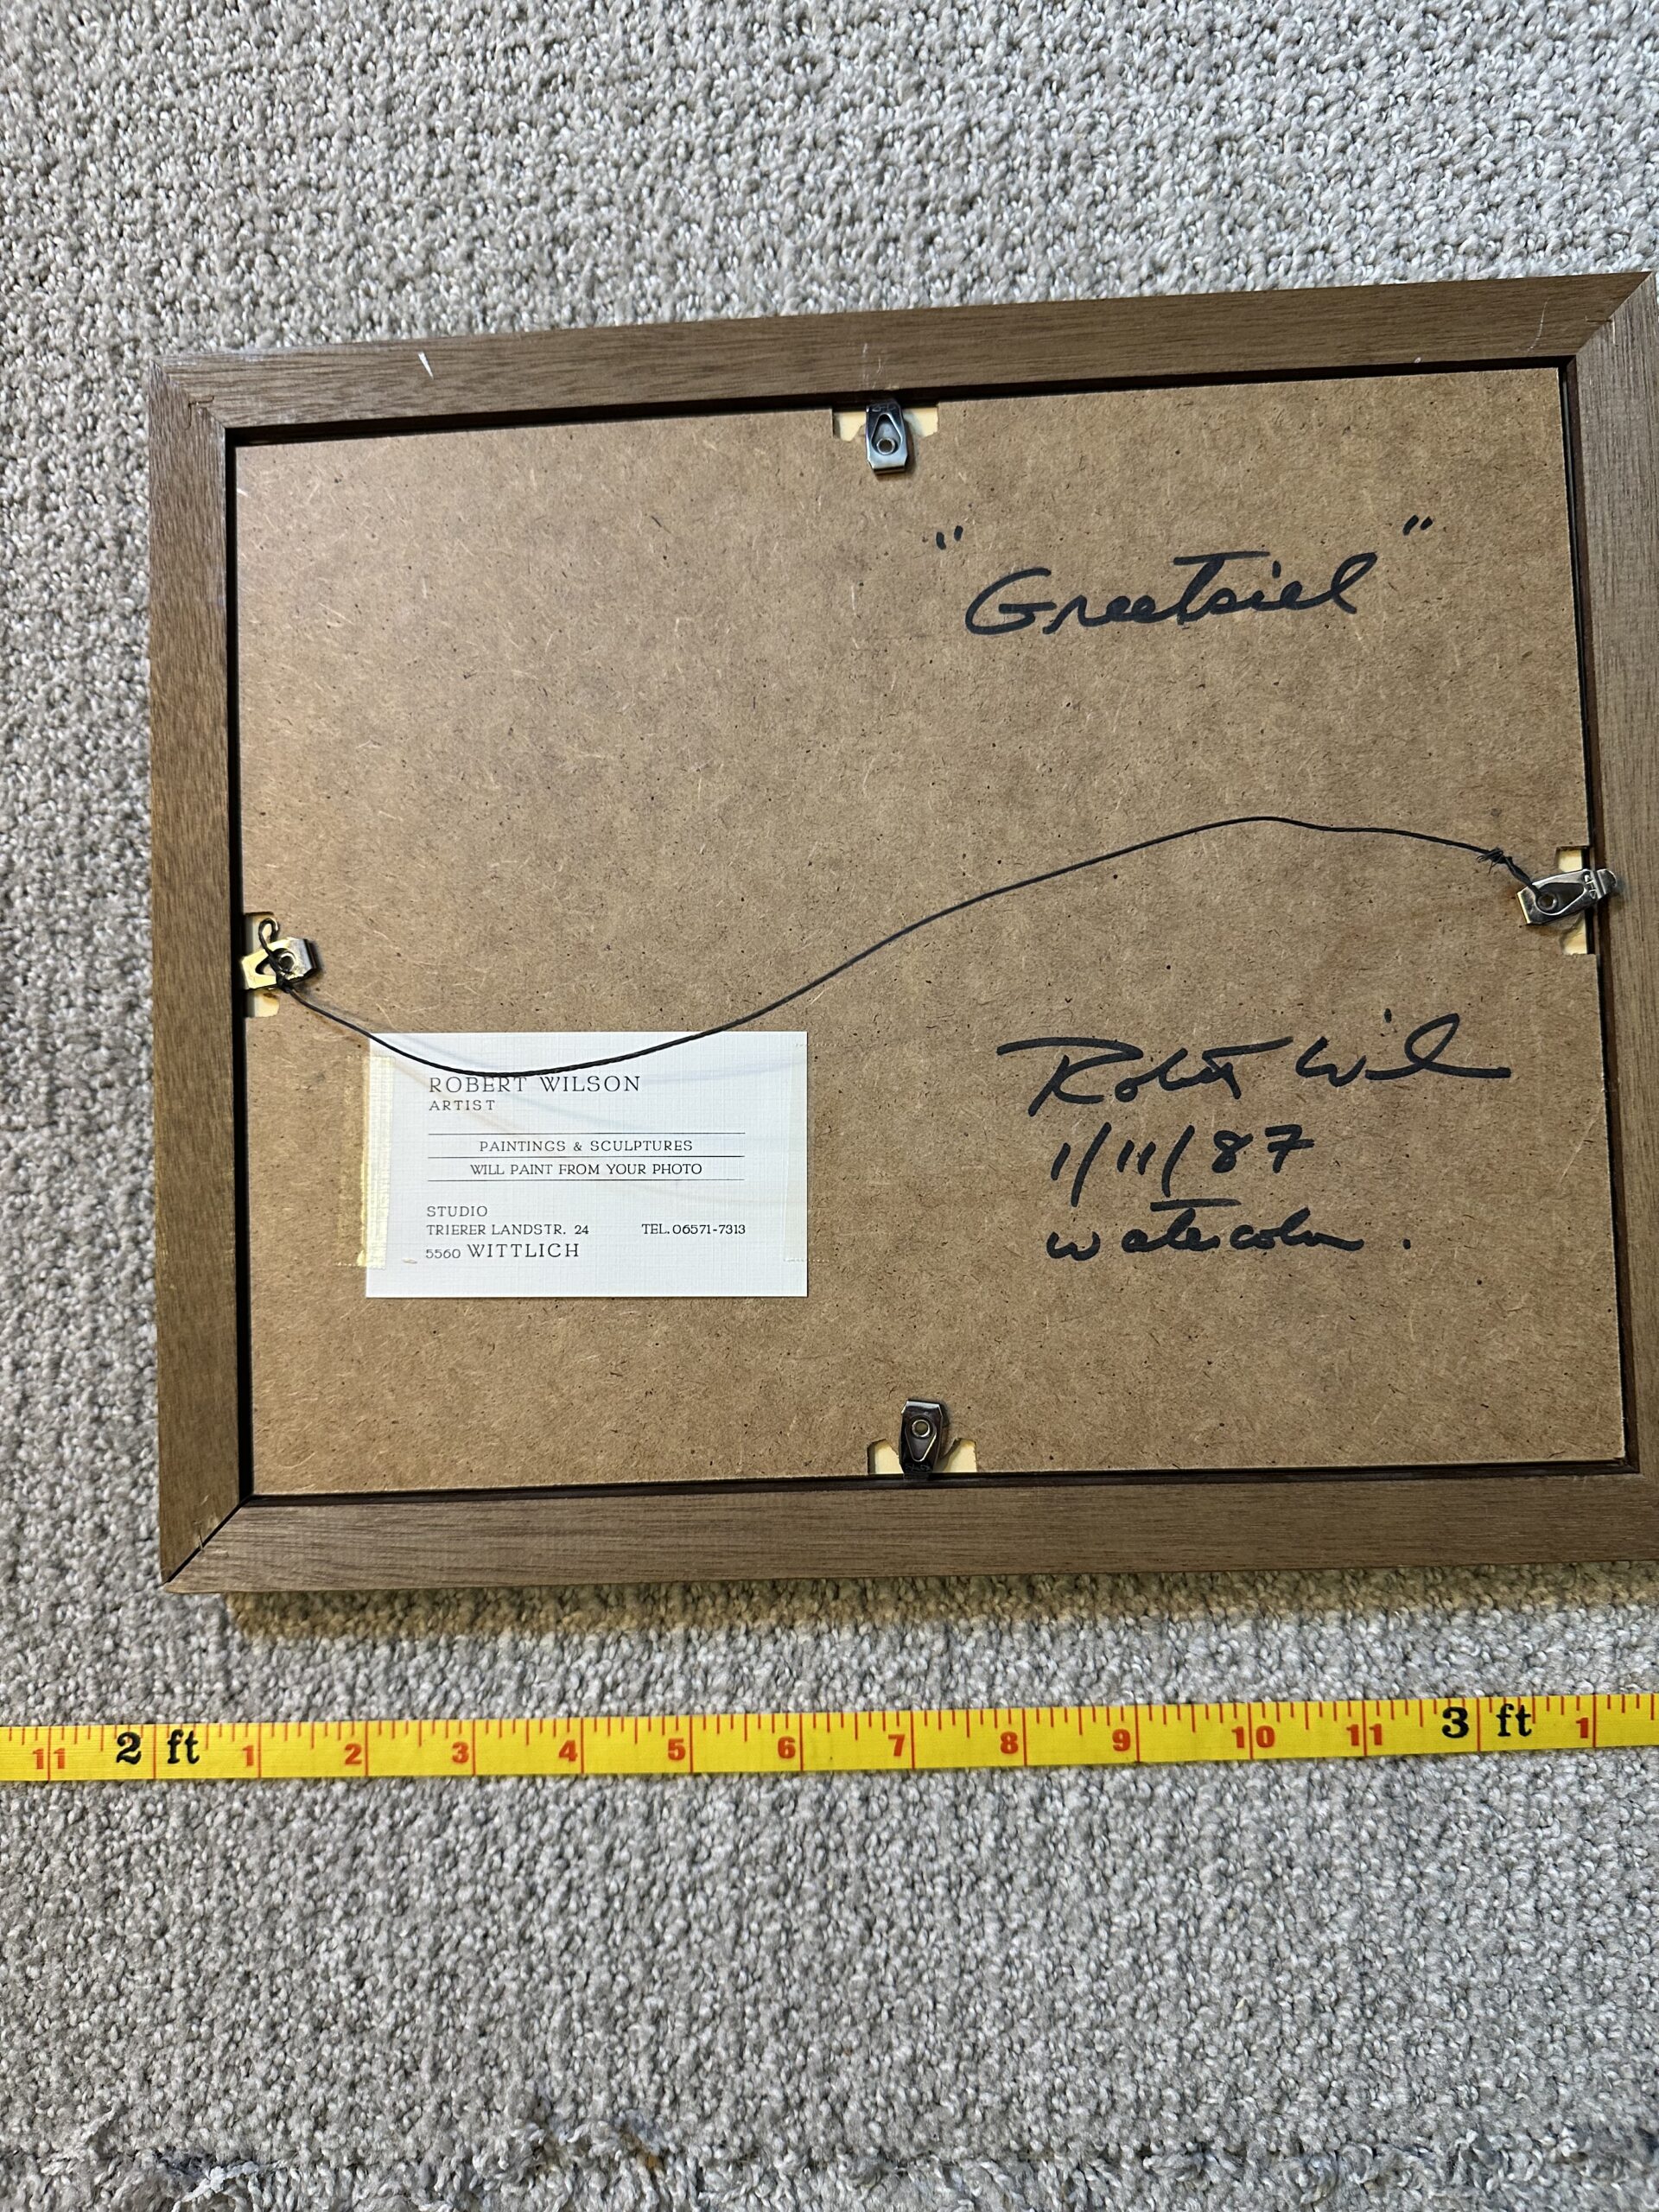 "Greetsiel"
Robert Wilson
1/11/87
watercolor.
ROBERT WILSON
ARTIST
PAINTINGS & SCULPTURES
WILL PAINT FROM YOUR PHOTO
STUDIO
TRIERER LANDSTR. 24 TEL. 06571-7313
5560 WITTLICH
11 2 ft 1 2 3 4 5 6 7 8 9 10 11 3 ft 1